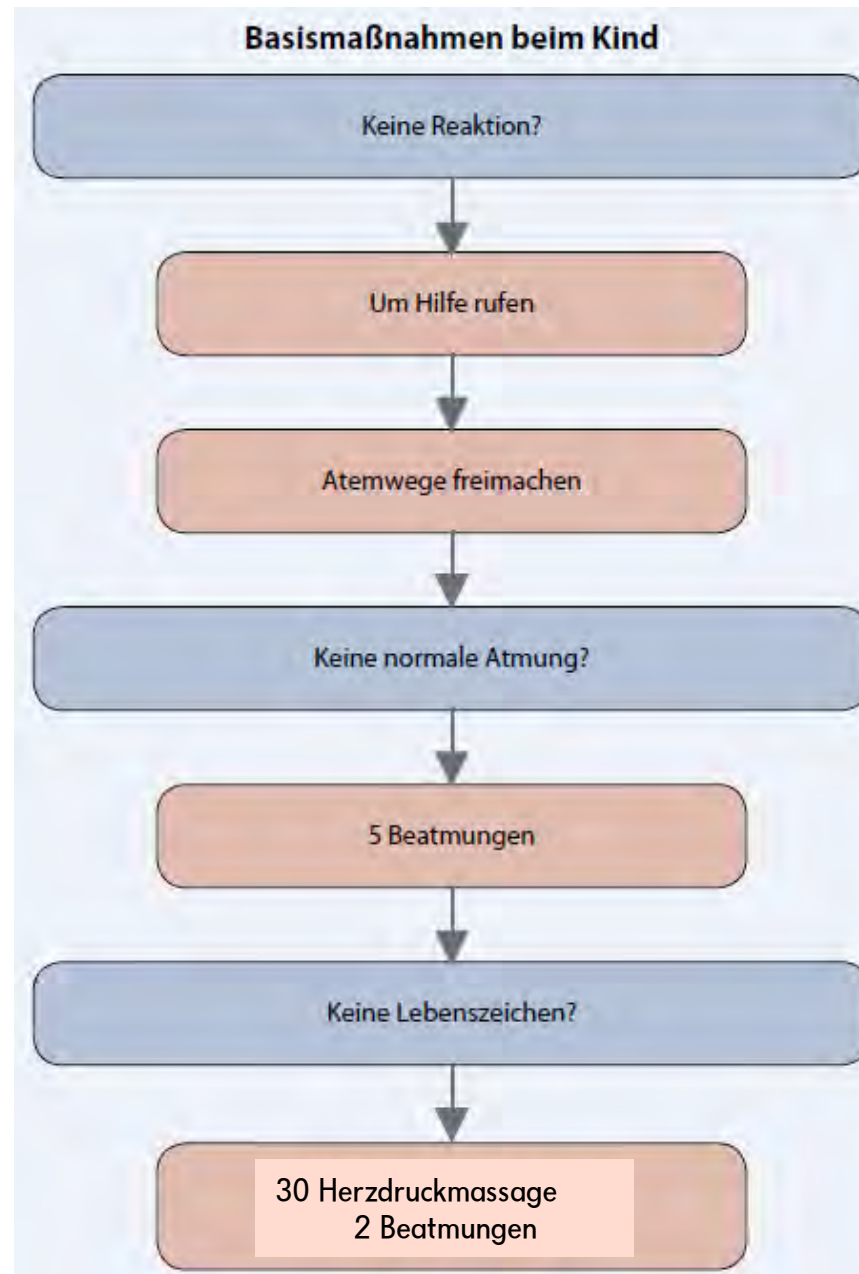 Basismaßnahmen beim Kind
Keine Reaktion?
Um Hilfe rufen
Atemwege freimachen
Keine normale Atmung?
5 Beatmungen
Keine Lebenszeichen?
30 Herzdruckmassage
2 Beatmungen